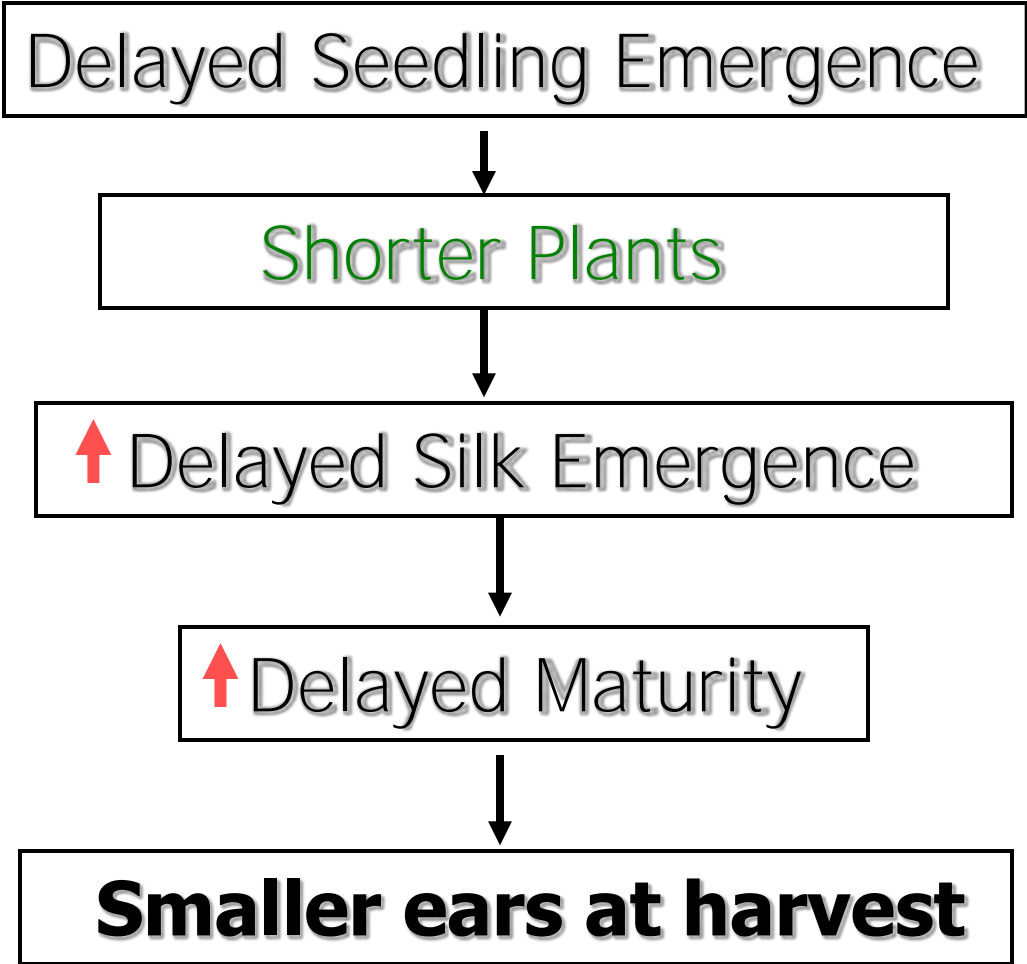 Delayed Seedling Emergence
Shorter Plants
Delayed Silk Emergence
Delayed Maturity
Smaller ears at harvest